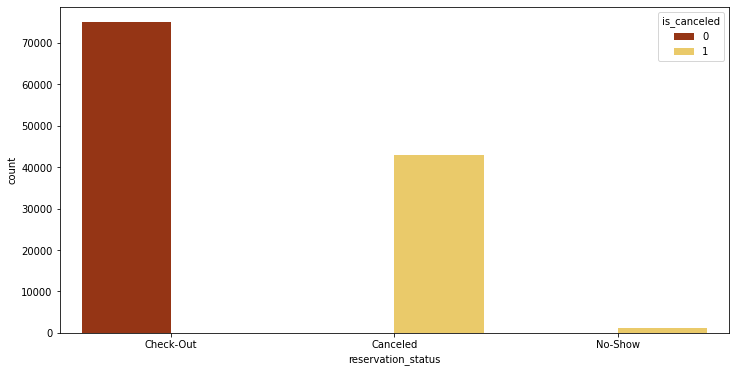 is_canceled
0
1
70000
60000
50000
40000
30000
20000
10000
0
count
Check-Out
Canceled
No-Show
reservation_status